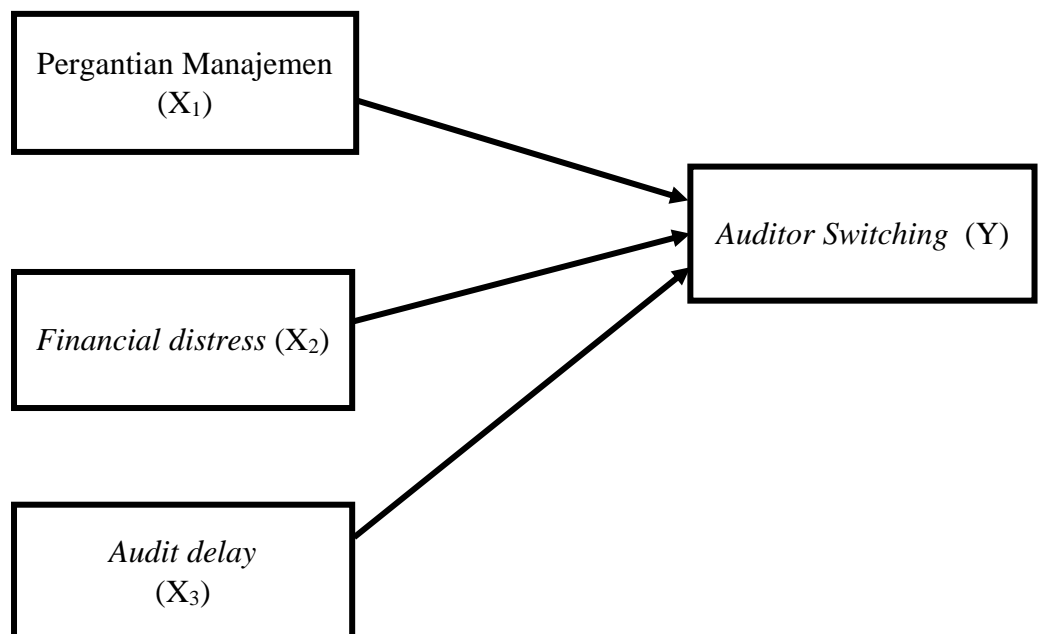 Pergantian Manajemen
(X₁)
Auditor Switching (Y)
Financial distress (X₂)
Audit delay
(X₃)